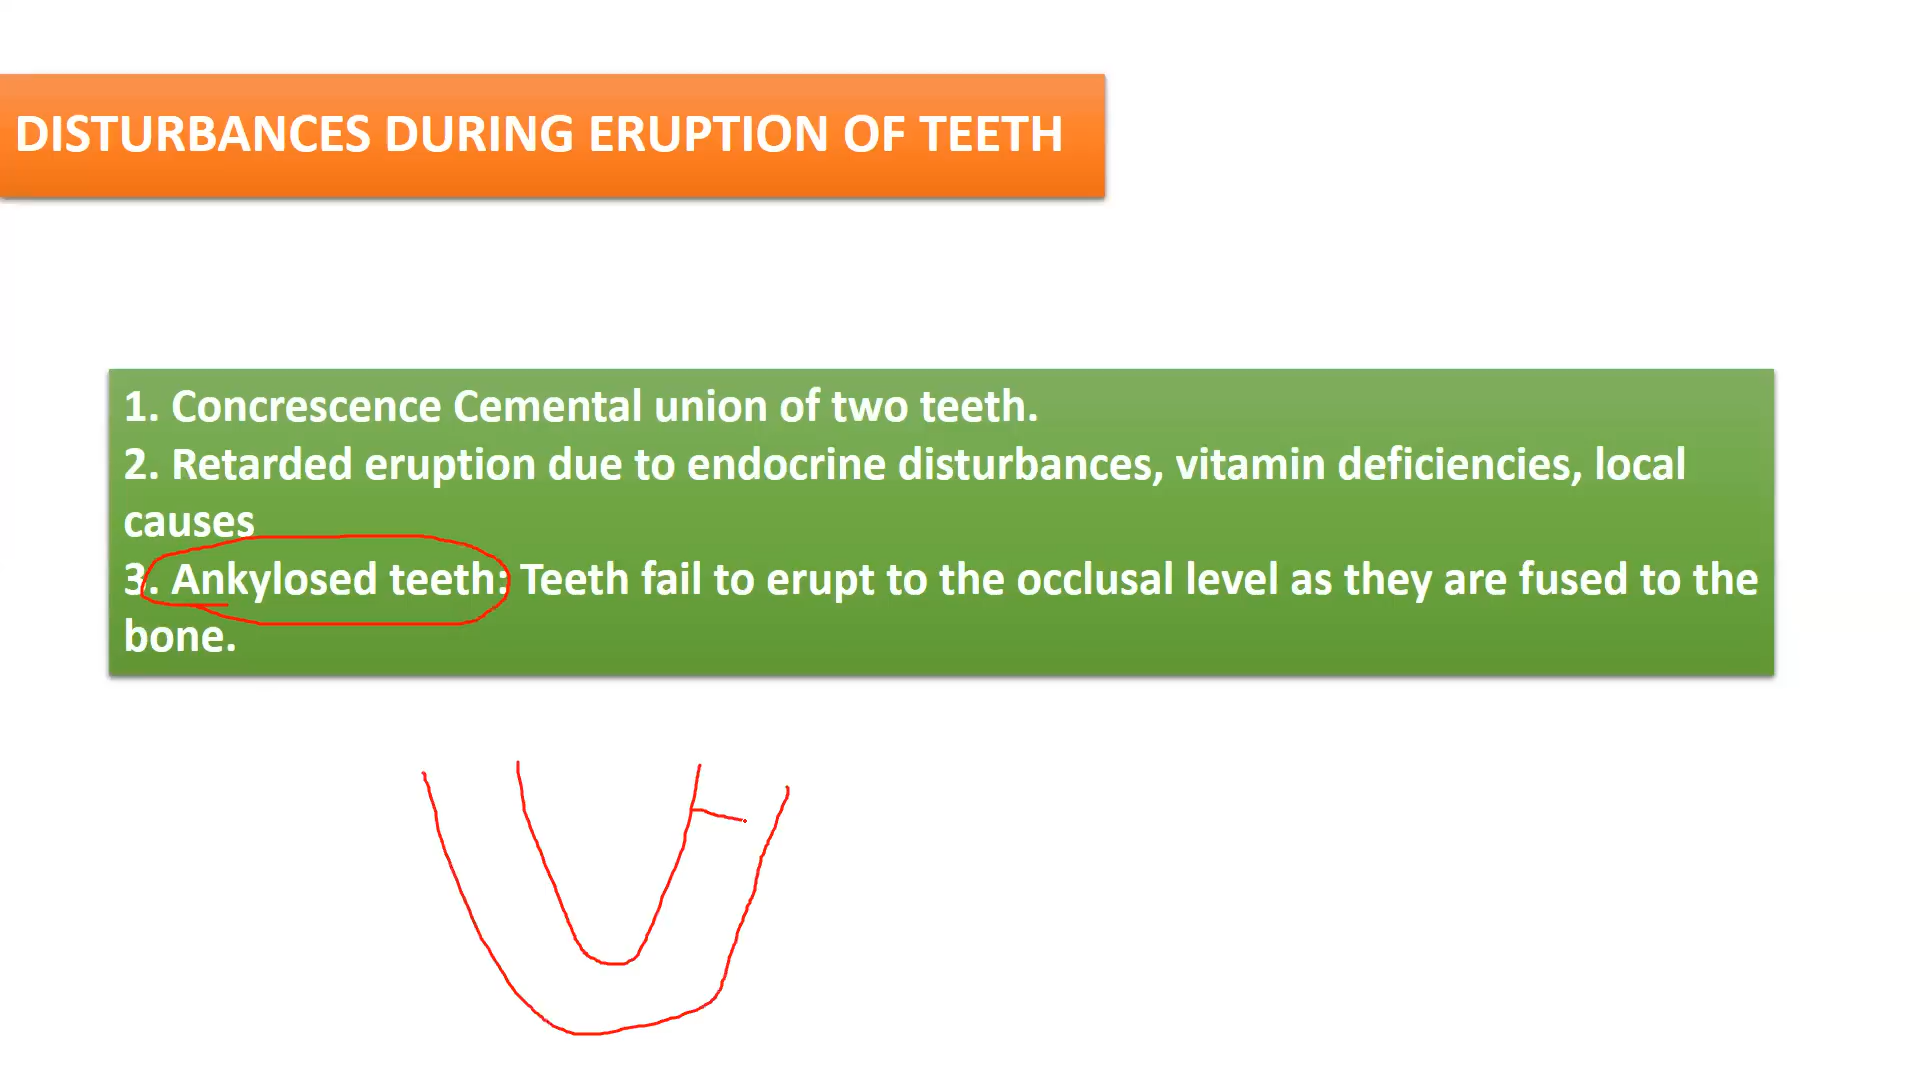 DISTURBANCES DURING ERUPTION OF TEETH
1. Concrescence Cemental union of two teeth.
2. Retarded eruption due to endocrine disturbances, vitamin deficiencies, local
causes
3. Ankylosed teeth: Teeth fail to erupt to the occlusal level as they are fused to the
bone.